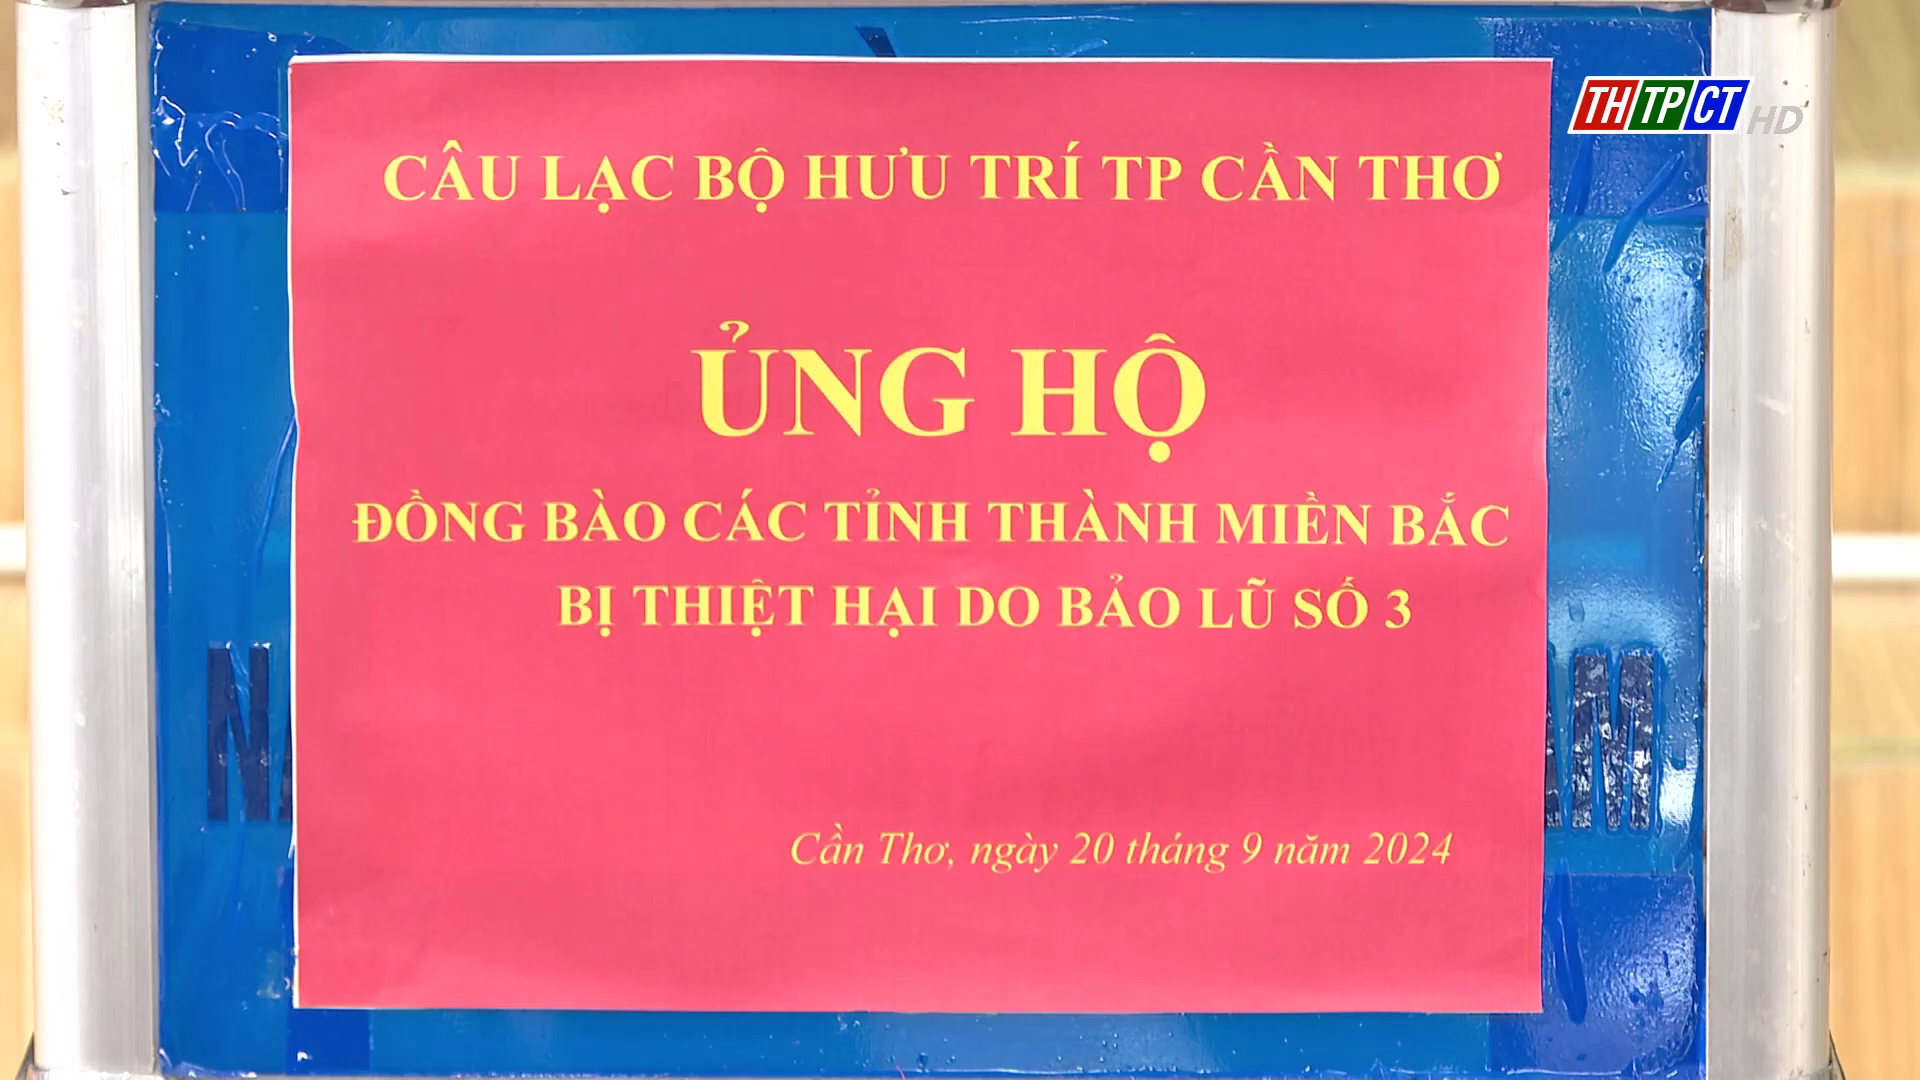 THTPCT HD
CÂU LẠC BỘ HƯU TRÍ TP CẦN THƠ
ỦNG HỘ
ĐỒNG BÀO CÁC TỈNH THÀNH MIỀN BẮC
BỊ THIỆT HẠI DO BẢO LŨ SỐ 3
Cần Thơ, ngày 20 tháng 9 năm 2024